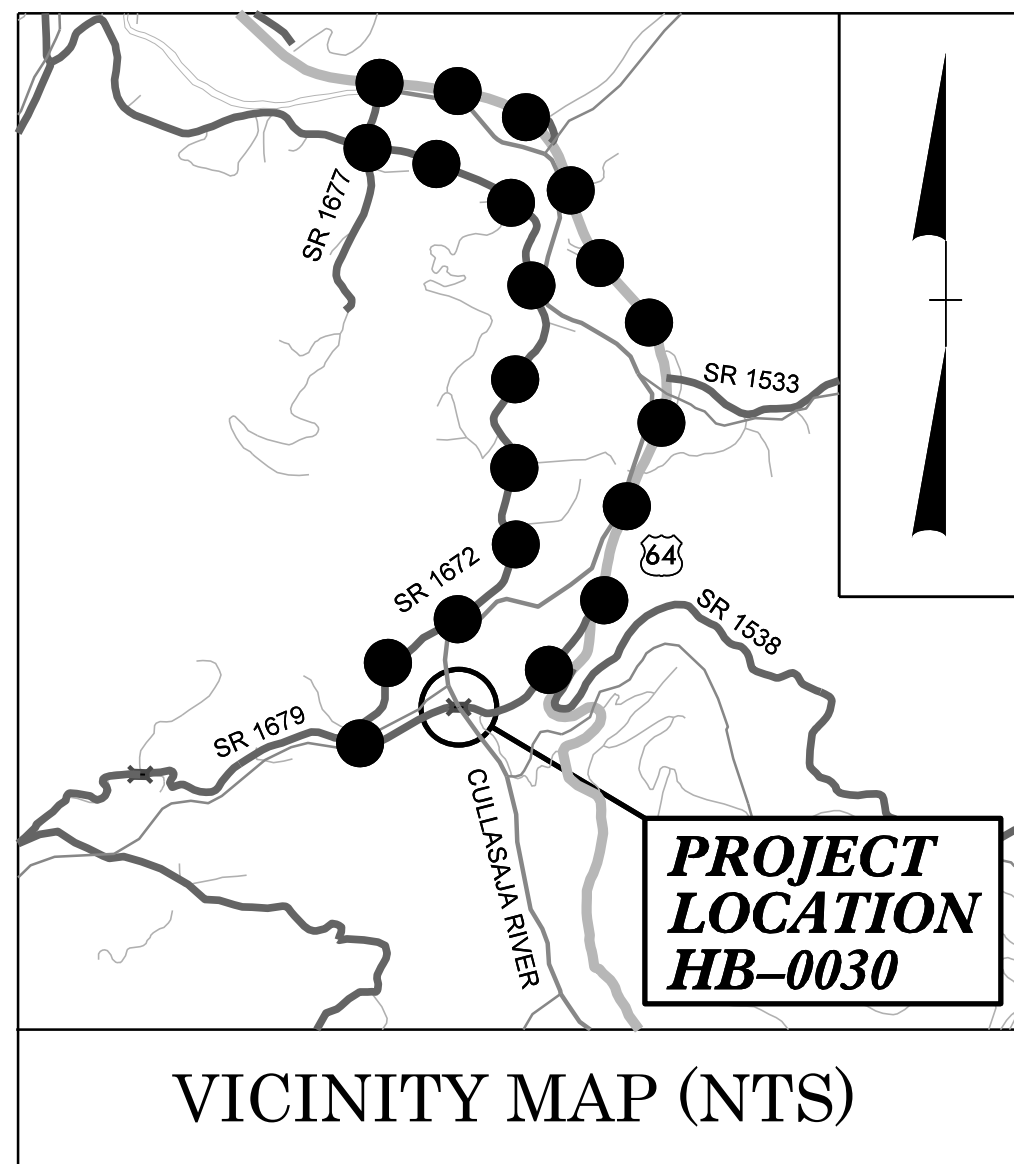 SR 1677
SR 1533
64
SR 1672
SR 1538
SR 1679
CULLASAJA RIVER
PROJECT
LOCATION
HB–0030
VICINITY MAP (NTS)